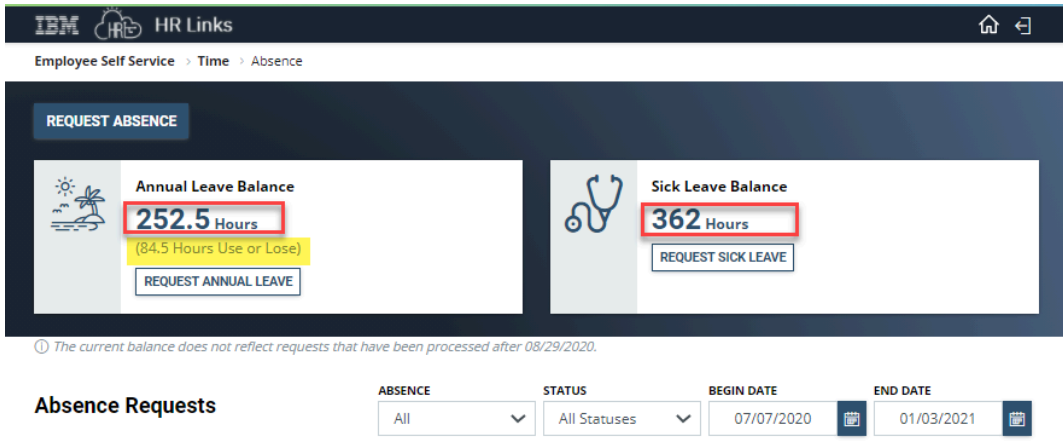 IBM HR HR Links
Employee Self Service > Time > Absence
REQUEST ABSENCE
Annual Leave Balance
252.5 Hours
(84.5 Hours Use or Lose)
REQUEST ANNUAL LEAVE
Sick Leave Balance
362 Hours
REQUEST SICK LEAVE
The current balance does not reflect requests that have been processed after 08/29/2020.
Absence Requests
ABSENCE STATUS BEGIN DATE END DATE
All All Statuses 07/07/2020 01/03/2021